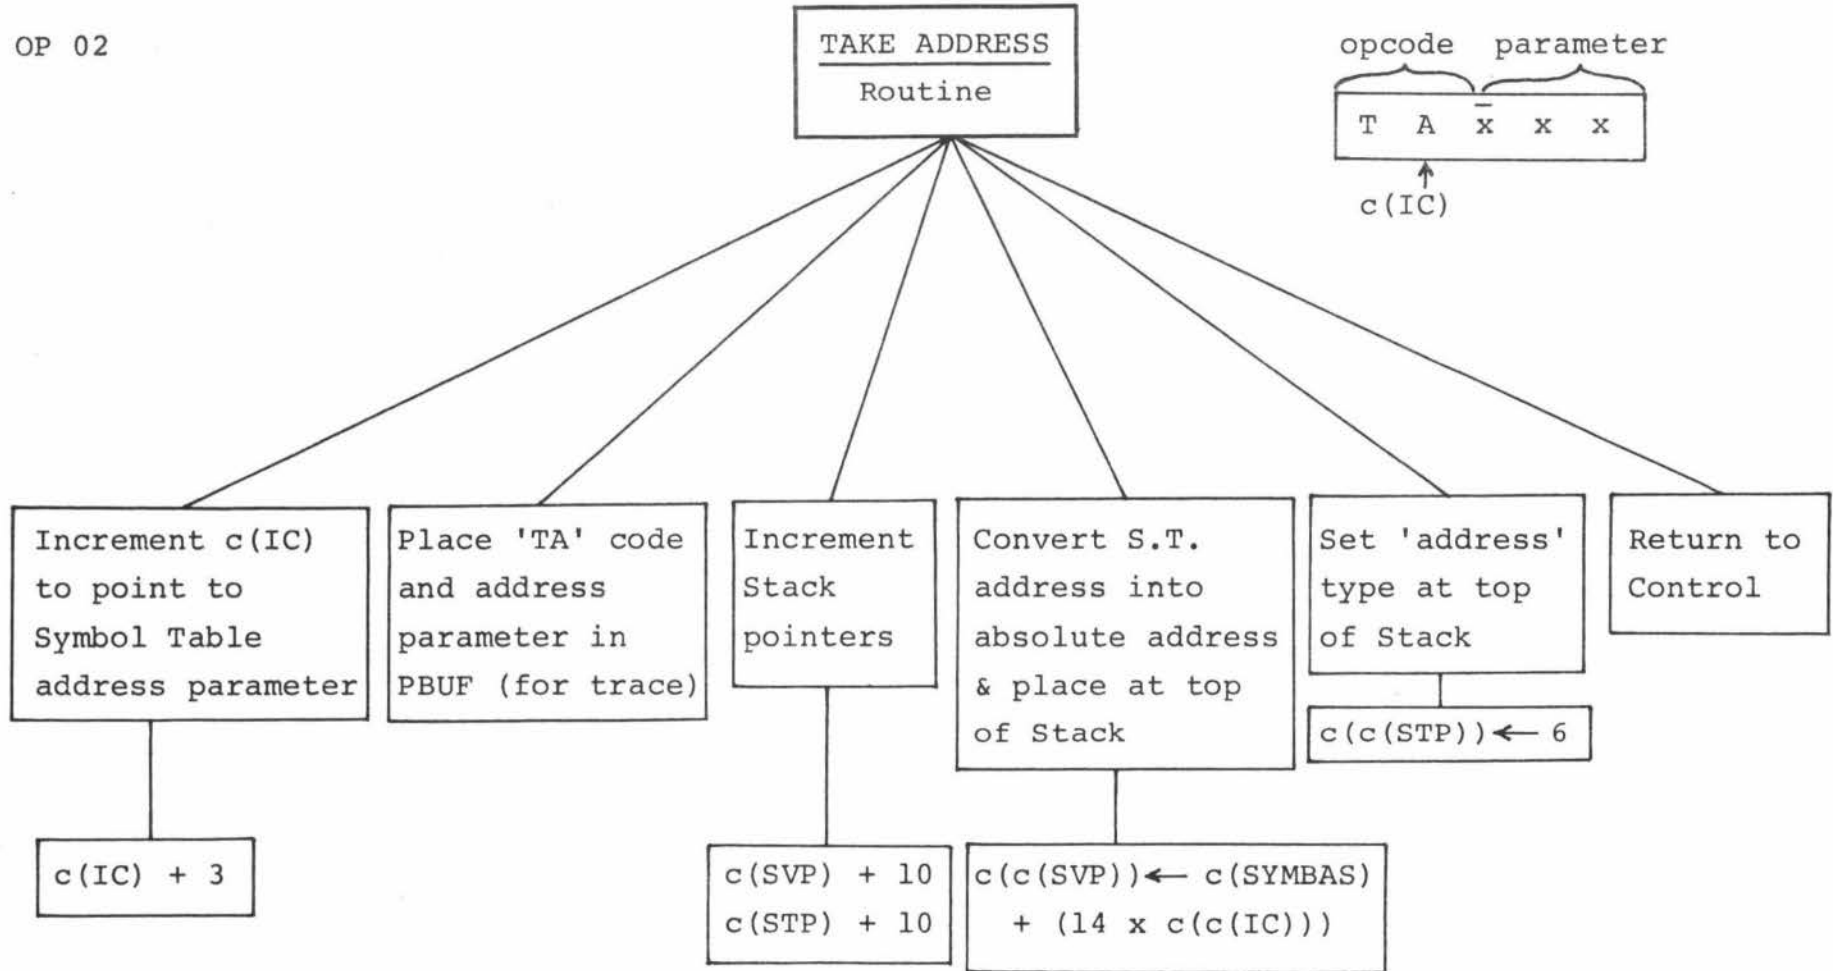 OP 02
TAKE ADDRESS
Routine
opcode parameter
T A x̄ x x
c(IC)
Increment c(IC)
to point to
Symbol Table
address parameter
c(IC) + 3
Place 'TA' code
and address
parameter in
PBUF (for trace)
Increment
Stack
pointers
c(SVP) + 10
c(STP) + 10
Convert S.T.
address into
absolute address
& place at top
of Stack
c(c(SVP))← c(SYMBAS)
+ (14 x c(c(IC)))
Set 'address'
type at top
of Stack
c(c(STP))← 6
Return to
Control